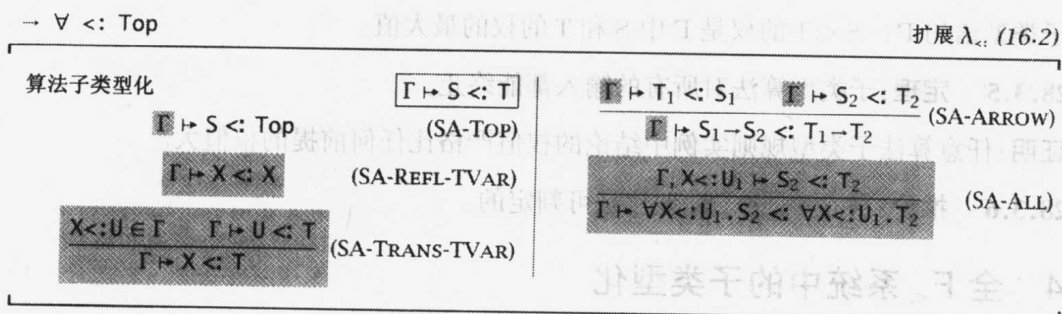 → ∀ <: Top
扩展 λ<: (16.2)
算法子类型化
Γ ↦ S <: T
Γ ↦ S <: Top (SA-TOP)
Γ ↦ X <: X (SA-REFL-TVAR)
X<:U ∈ Γ Γ ↦ U <: T
Γ ↦ X <: T
(SA-TRANS-TVAR)
Γ ↦ T₁ <: S₁ Γ ↦ S₂ <: T₂
Γ ↦ S₁→S₂ <: T₁→T₂
(SA-ARROW)
Γ, X<:U₁ ↦ S₂ <: T₂
Γ ↦ ∀X<:U₁.S₂ <: ∀X<:U₁.T₂
(SA-ALL)